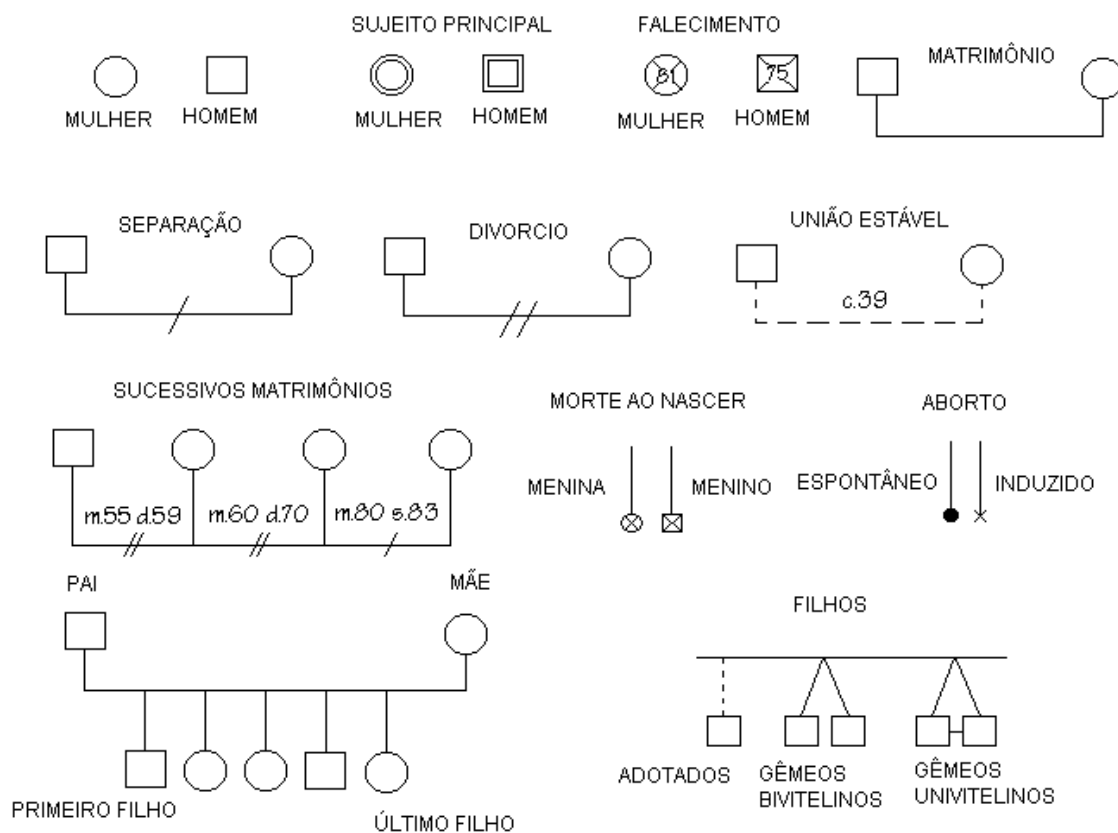 SUJEITO PRINCIPAL
FALECIMENTO
MATRIMÔNIO
81
75
MULHER
HOMEM
MULHER
HOMEM
MULHER
HOMEM
SEPARAÇÃO
DIVORCIO
UNIÃO ESTÁVEL
c.39
SUCESSIVOS MATRIMÔNIOS
m.55 d.59
m.60 d.70
m.80 s.83
MORTE AO NASCER
MENINA
MENINO
ABORTO
ESPONTÂNEO
INDUZIDO
PAI
MÃE
PRIMEIRO FILHO
ÚLTIMO FILHO
FILHOS
ADOTADOS
GÊMEOS
BIVITELINOS
GÊMEOS
UNIVITELINOS